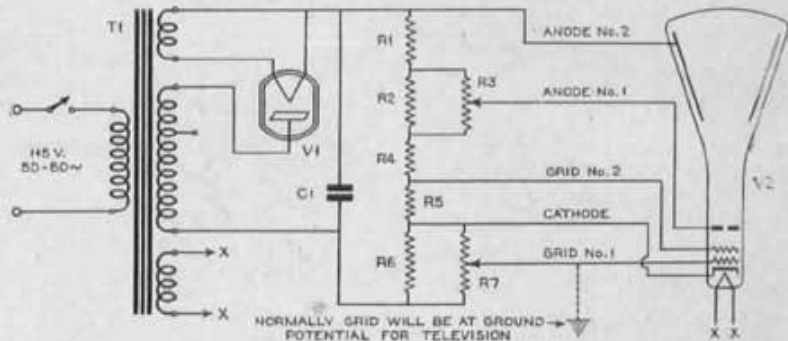 T1
ANODE No.2
R1
R3
R2
ANODE No.1
115 V.
50-60~
V1
R4
GRID No.2
V2
C1
R5
CATHODE
R6
GRID No.1
R7
X
X
X X
NORMALLY GRID WILL BE AT GROUND
POTENTIAL FOR TELEVISION